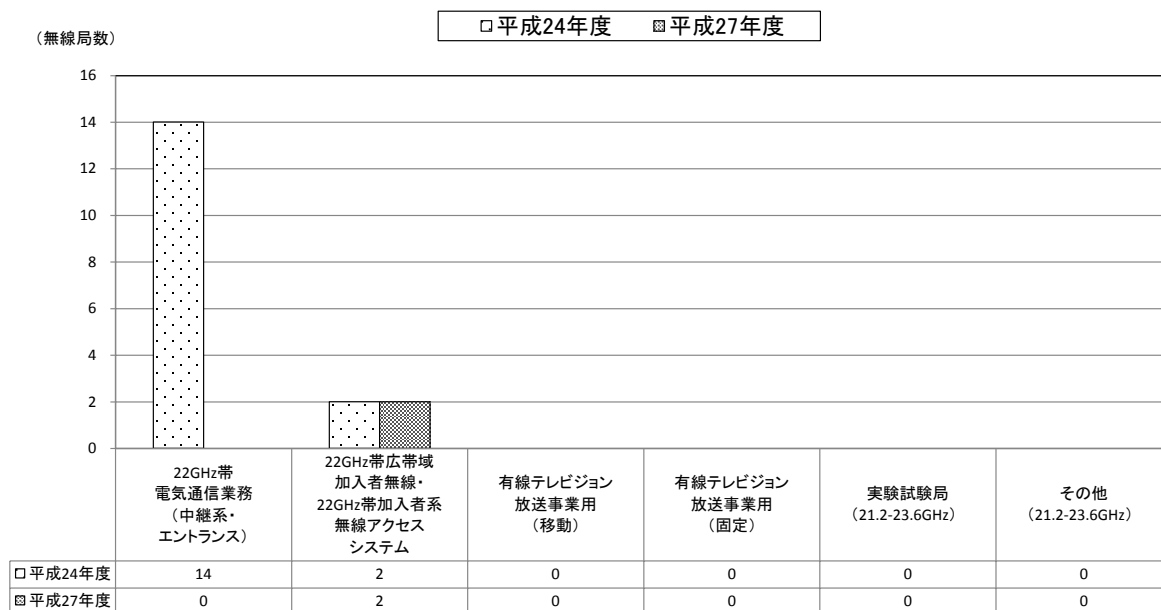 □平成24年度 ▩平成27年度
(無線局数)
16
14
12
10
8
6
4
2
0
22GHz帯
電気通信業務
(中継系・
エントランス)
22GHz帯広帯域
加入者無線・
22GHz帯加入者系
無線アクセス
システム
有線テレビジョン
放送事業用
(移動)
有線テレビジョン
放送事業用
(固定)
実験試験局
(21.2-23.6GHz)
その他
(21.2-23.6GHz)
□平成24年度 14 2 0 0 0 0
▩平成27年度 0 2 0 0 0 0